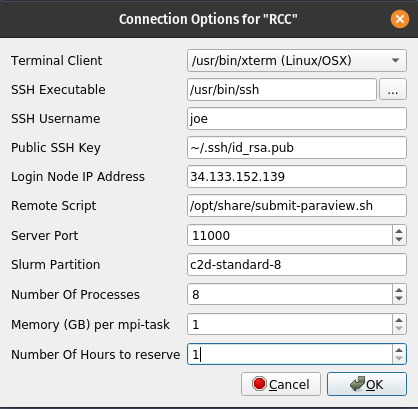 Connection Options for "RCC"
Terminal Client /usr/bin/xterm (Linux/OSX)
SSH Executable /usr/bin/ssh ...
SSH Username joe
Public SSH Key ~/.ssh/id_rsa.pub
Login Node IP Address 34.133.152.139
Remote Script /opt/share/submit-paraview.sh
Server Port 11000
Slurm Partition c2d-standard-8
Number Of Processes 8
Memory (GB) per mpi-task 1
Number Of Hours to reserve 1
Cancel OK